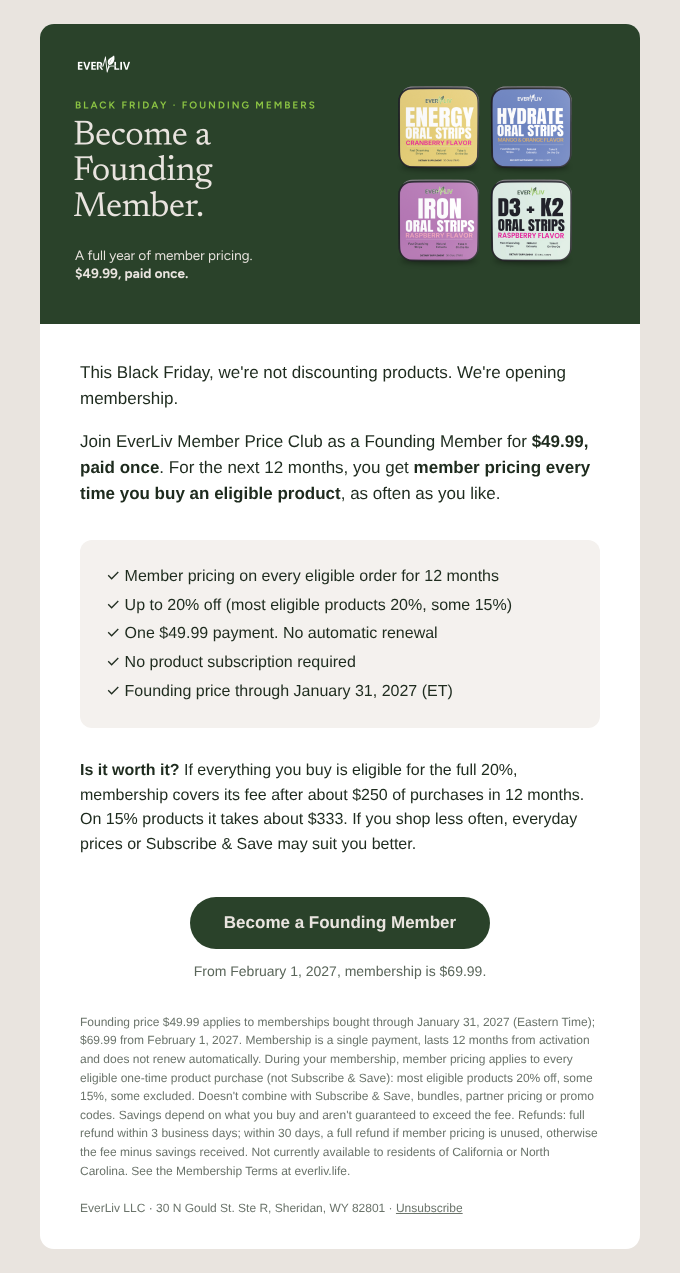 EVERLIV
BLACK FRIDAY · FOUNDING MEMBERS
Become a
Founding
Member.
A full year of member pricing.
$49.99, paid once.
EVERLIV
ENERGY
ORAL STRIPS
CRANBERRY FLAVOR
EVERLIV
HYDRATE
ORAL STRIPS
MANGO & ORANGE FLAVOR
EVERLIV
IRON
ORAL STRIPS
RASPBERRY FLAVOR
EVERLIV
D3 + K2
ORAL STRIPS
RASPBERRY FLAVOR
This Black Friday, we're not discounting products. We're opening
membership.
Join EverLiv Member Price Club as a Founding Member for $49.99,
paid once. For the next 12 months, you get member pricing every
time you buy an eligible product, as often as you like.
✓ Member pricing on every eligible order for 12 months
✓ Up to 20% off (most eligible products 20%, some 15%)
✓ One $49.99 payment. No automatic renewal
✓ No product subscription required
✓ Founding price through January 31, 2027 (ET)
Is it worth it? If everything you buy is eligible for the full 20%,
membership covers its fee after about $250 of purchases in 12 months.
On 15% products it takes about $333. If you shop less often, everyday
prices or Subscribe & Save may suit you better.
Become a Founding Member
From February 1, 2027, membership is $69.99.
Founding price $49.99 applies to memberships bought through January 31, 2027 (Eastern Time);
$69.99 from February 1, 2027. Membership is a single payment, lasts 12 months from activation
and does not renew automatically. During your membership, member pricing applies to every
eligible one-time product purchase (not Subscribe & Save): most eligible products 20% off, some
15%, some excluded. Doesn't combine with Subscribe & Save, bundles, partner pricing or promo
codes. Savings depend on what you buy and aren't guaranteed to exceed the fee. Refunds: full
refund within 3 business days; within 30 days, a full refund if member pricing is unused, otherwise
the fee minus savings received. Not currently available to residents of California or North
Carolina. See the Membership Terms at everliv.life.
EverLiv LLC · 30 N Gould St. Ste R, Sheridan, WY 82801 · Unsubscribe